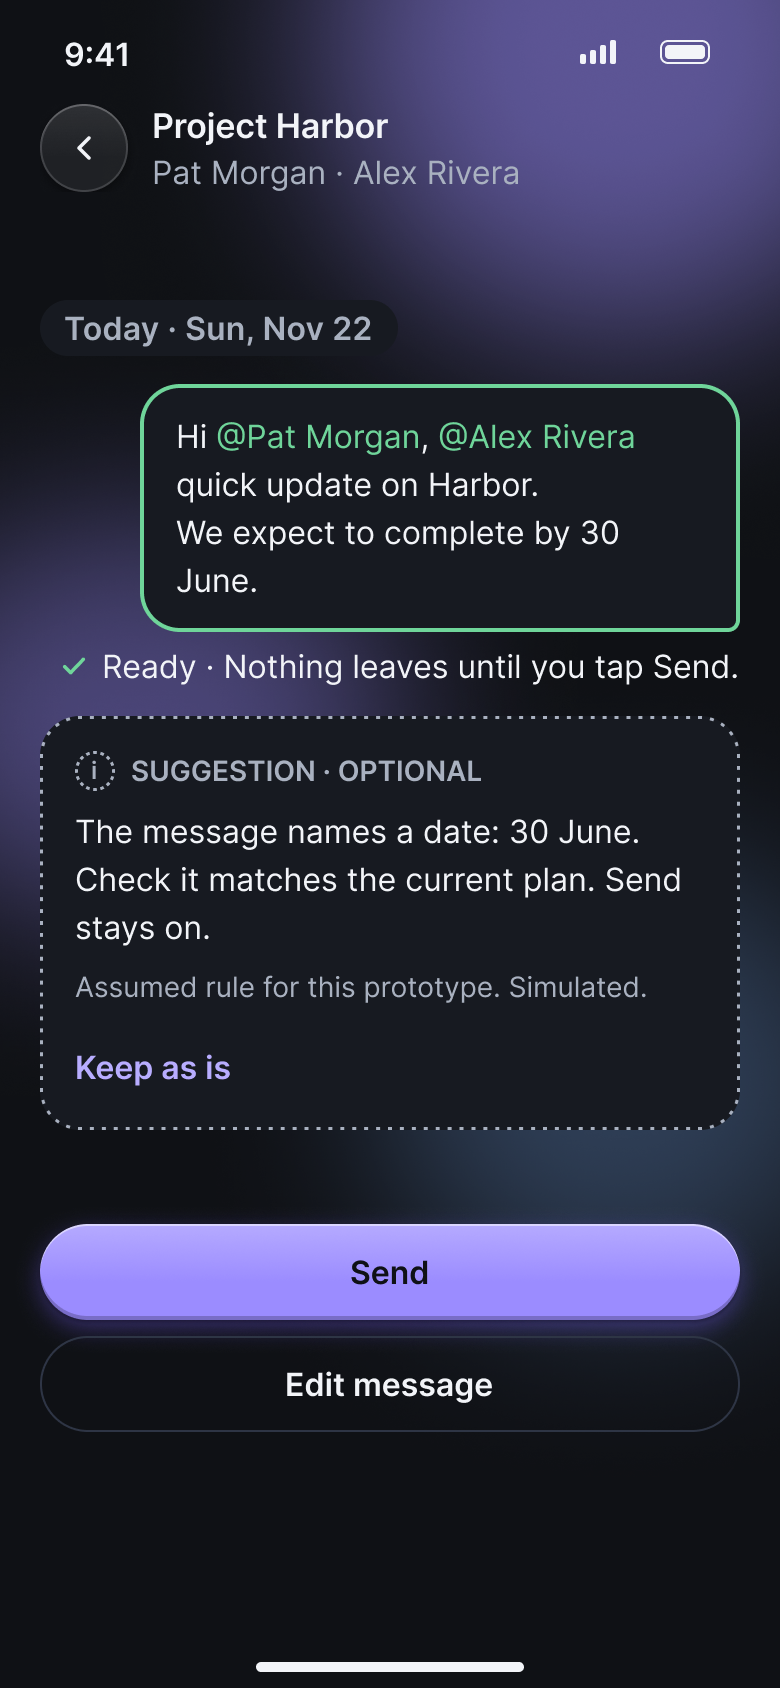 9:41
Project Harbor
Pat Morgan · Alex Rivera
Today · Sun, Nov 22
Hi @Pat Morgan, @Alex Rivera
quick update on Harbor.
We expect to complete by 30
June.
Ready · Nothing leaves until you tap Send.
i SUGGESTION · OPTIONAL
The message names a date: 30 June.
Check it matches the current plan. Send
stays on.
Assumed rule for this prototype. Simulated.
Keep as is
Send
Edit message